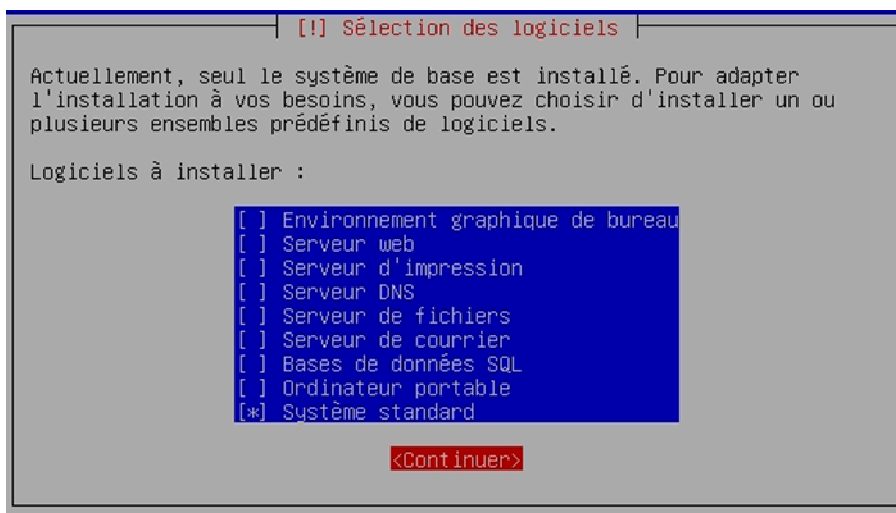 [!] Sélection des logiciels
Actuellement, seul le système de base est installé. Pour adapter
l'installation à vos besoins, vous pouvez choisir d'installer un ou
plusieurs ensembles prédéfinis de logiciels.
Logiciels à installer :
[ ] Environnement graphique de bureau
[ ] Serveur web
[ ] Serveur d'impression
[ ] Serveur DNS
[ ] Serveur de fichiers
[ ] Serveur de courrier
[ ] Bases de données SQL
[ ] Ordinateur portable
[*] Système standard
<Continuer>